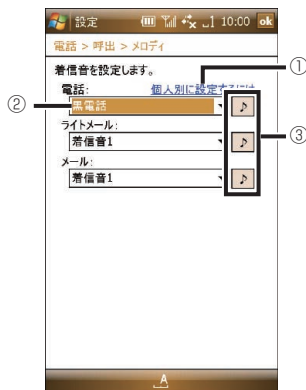 設定 10:00 ok
電話 > 呼出 > メロディ
着信音を設定します。
①
電話: 個人別に設定するには
②
黒電話 ♪
③
ライトメール:
着信音1 ♪
メール:
着信音1 ♪
A